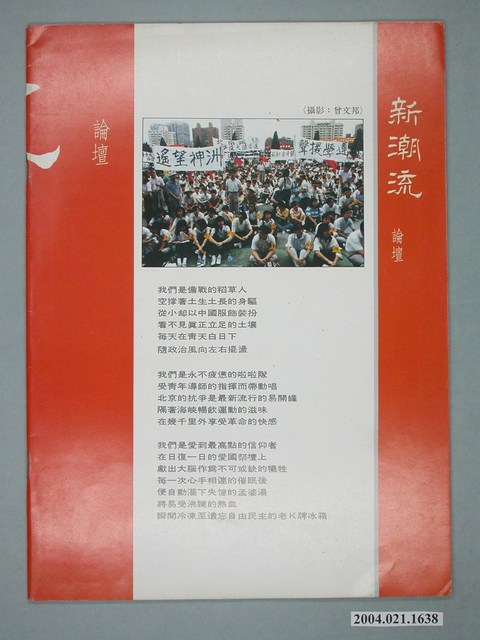 新潮流
論壇
論壇
〈攝影：曾文邦〉
遙望神洲
聲援學運
我們是備戰的稻草人
空撐著土生土長的身軀
從小卻以中國服飾裝扮
看不見真正立足的土壤
每天在青天白日下
隨政治風向左右擺盪
我們是永不疲憊的啦啦隊
受青年導師的指揮而帶動唱
北京的抗爭是最新流行的易開罐
隔著海峽暢飲運動的滋味
在幾千里外享受革命的快感
我們是愛到最高點的信仰者
在日復一日的愛國祭壇上
獻出大腦作為不可或缺的犧牲
每一次心手相連的催眠後
便自動灌下失憶的孟婆湯
將易受沸騰的熱血
瞬間冷凍至遺忘自由民主的老K牌冰箱
2004.021.1638